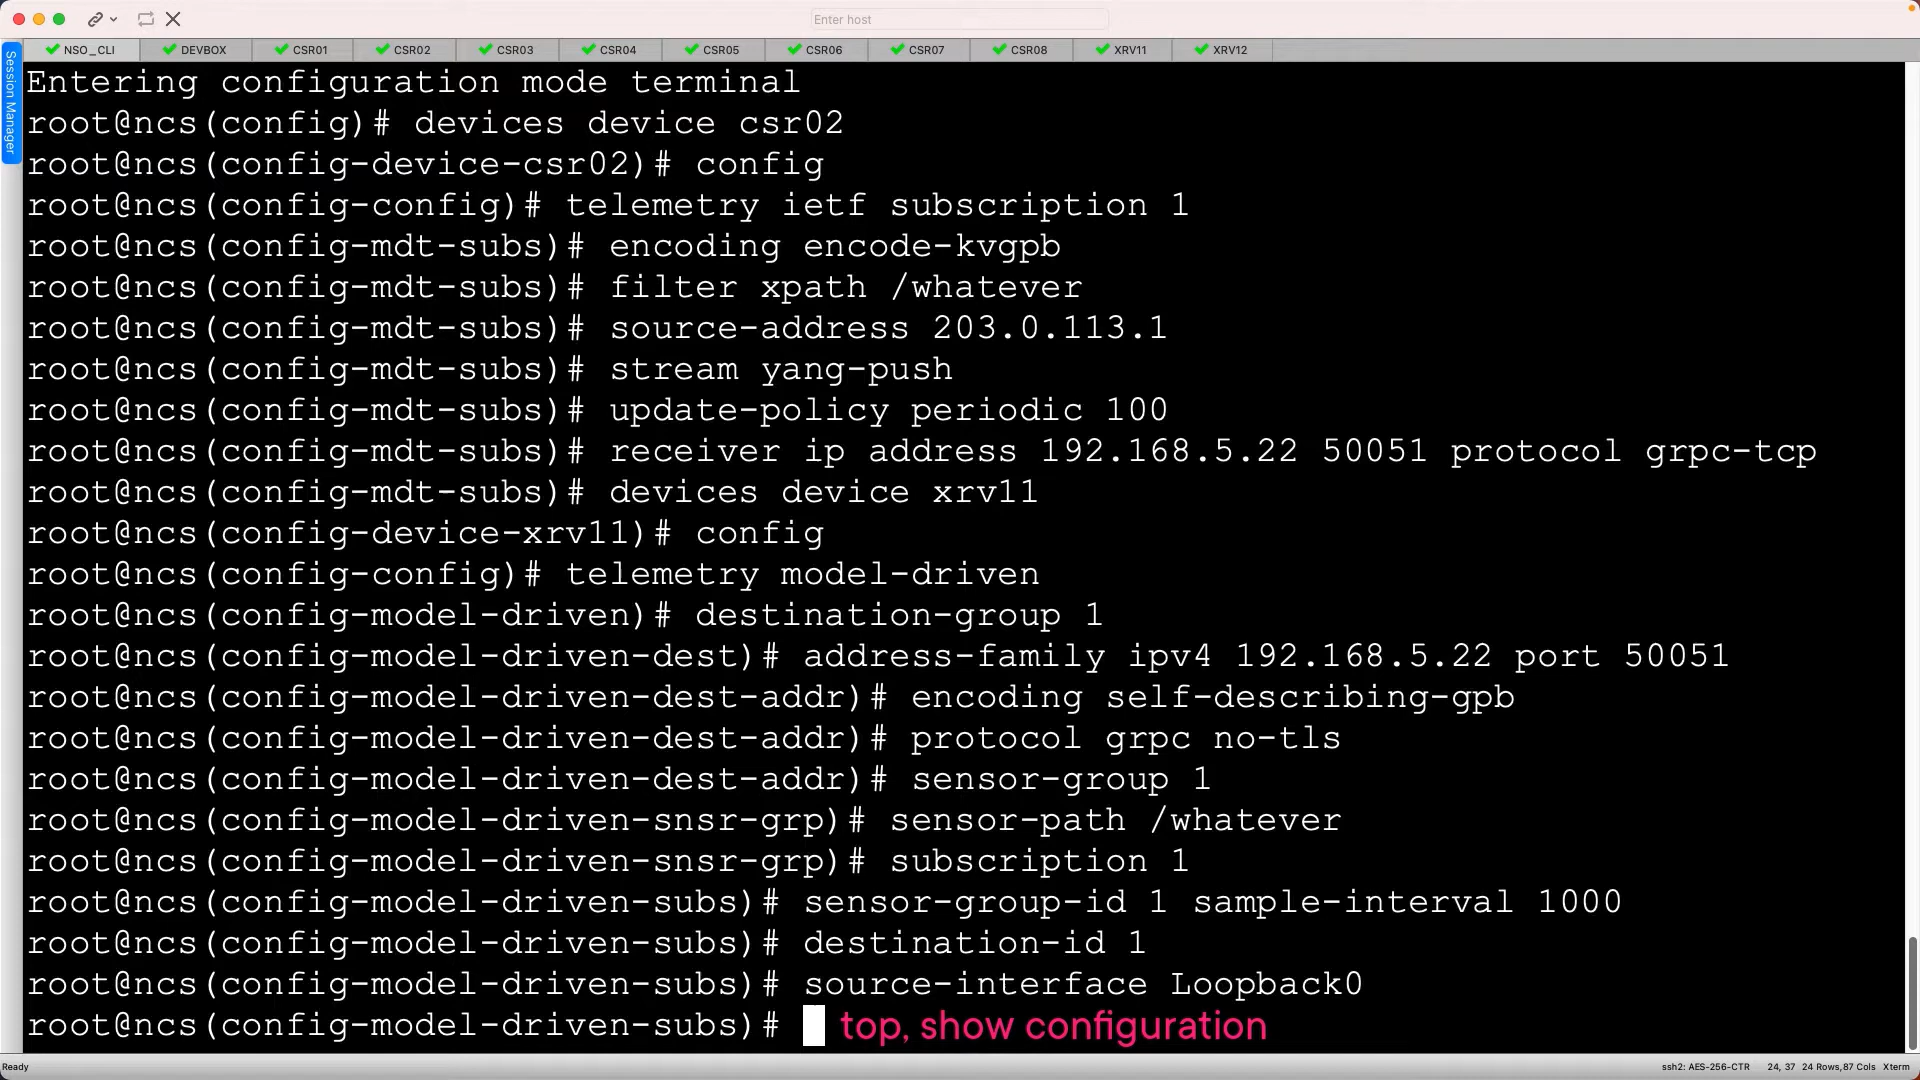 Enter host
NSO_CLI DEVBOX CSR01 CSR02 CSR03 CSR04 CSR05 CSR06 CSR07 CSR08 XRV11 XRV12
Session Manager
Entering configuration mode terminal
root@ncs(config)# devices device csr02
root@ncs(config-device-csr02)# config
root@ncs(config-config)# telemetry ietf subscription 1
root@ncs(config-mdt-subs)# encoding encode-kvgpb
root@ncs(config-mdt-subs)# filter xpath /whatever
root@ncs(config-mdt-subs)# source-address 203.0.113.1
root@ncs(config-mdt-subs)# stream yang-push
root@ncs(config-mdt-subs)# update-policy periodic 100
root@ncs(config-mdt-subs)# receiver ip address 192.168.5.22 50051 protocol grpc-tcp
root@ncs(config-mdt-subs)# devices device xrv11
root@ncs(config-device-xrv11)# config
root@ncs(config-config)# telemetry model-driven
root@ncs(config-model-driven)# destination-group 1
root@ncs(config-model-driven-dest)# address-family ipv4 192.168.5.22 port 50051
root@ncs(config-model-driven-dest-addr)# encoding self-describing-gpb
root@ncs(config-model-driven-dest-addr)# protocol grpc no-tls
root@ncs(config-model-driven-dest-addr)# sensor-group 1
root@ncs(config-model-driven-snsr-grp)# sensor-path /whatever
root@ncs(config-model-driven-snsr-grp)# subscription 1
root@ncs(config-model-driven-subs)# sensor-group-id 1 sample-interval 1000
root@ncs(config-model-driven-subs)# destination-id 1
root@ncs(config-model-driven-subs)# source-interface Loopback0
root@ncs(config-model-driven-subs)# top, show configuration
Ready ssh2: AES-256-CTR 24, 37 24 Rows,87 Cols Xterm